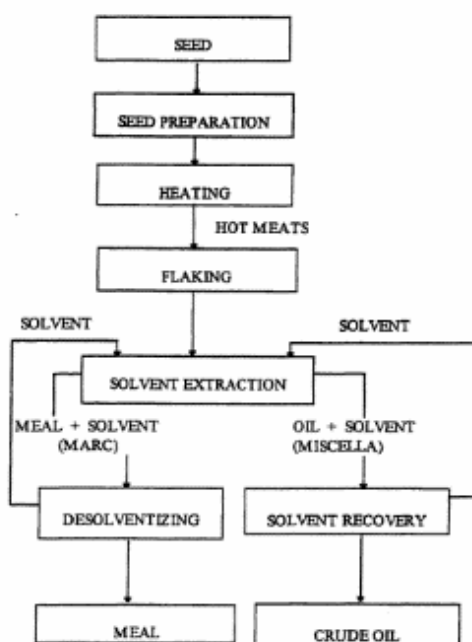 SEED
SEED PREPARATION
HEATING
HOT MEATS
FLAKING
SOLVENT
SOLVENT
SOLVENT EXTRACTION
MEAL + SOLVENT
(MARC)
OIL + SOLVENT
(MISCELLA)
DESOLVENTIZING
SOLVENT RECOVERY
MEAL
CRUDE OIL